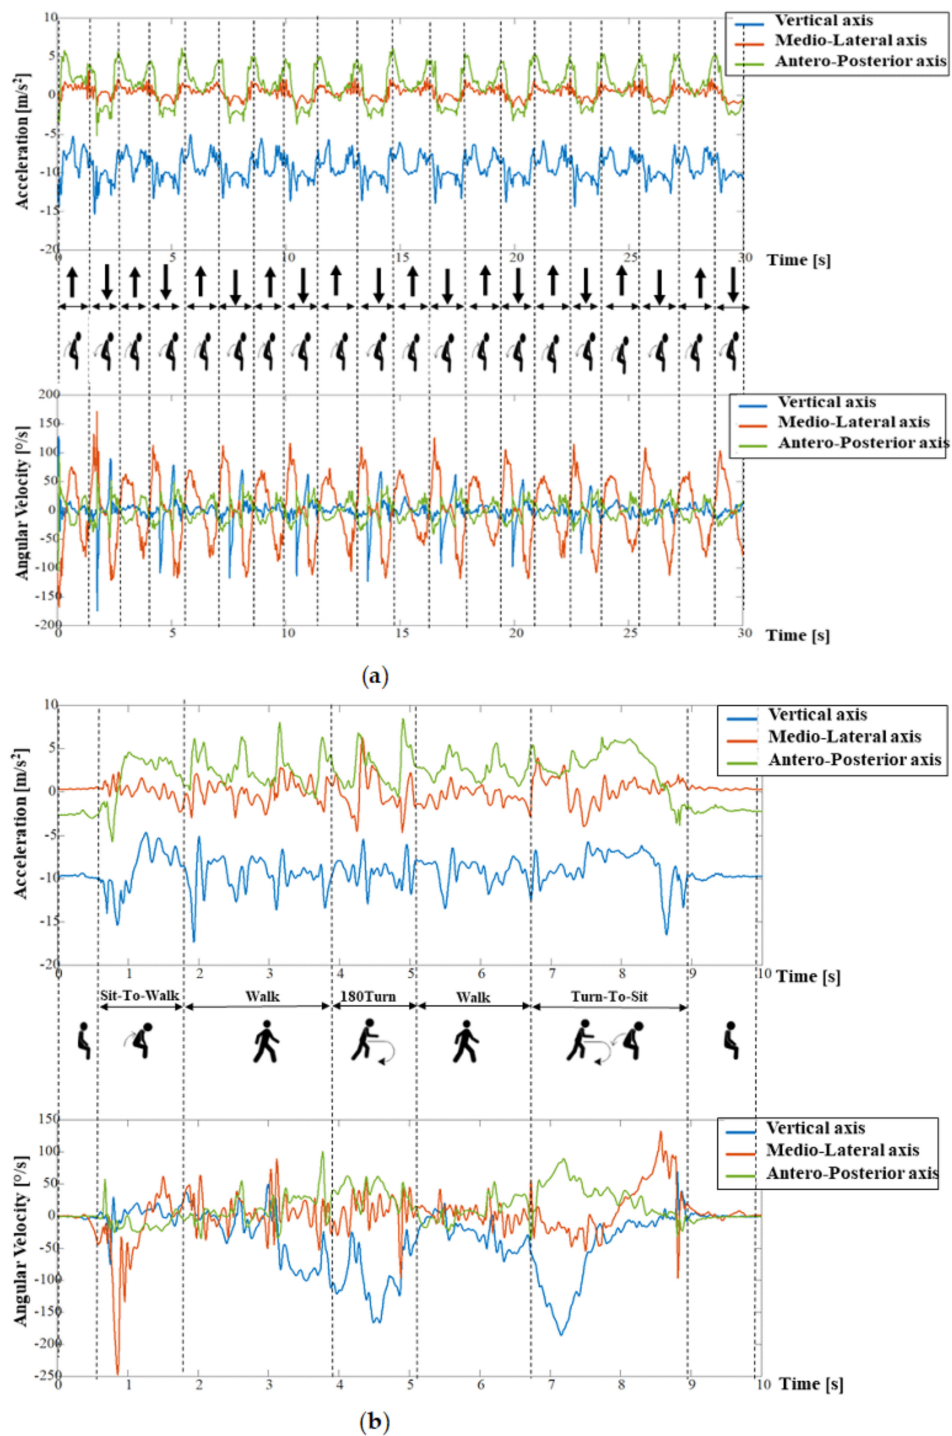 Acceleration [m/s²]
10
5
0
-5
-10
-15
-20
0
5
10
15
20
25
30
Time [s]
Vertical axis
Medio-Lateral axis
Antero-Posterior axis
Angular Velocity [⁰/s]
200
150
100
50
0
-50
-100
-150
-200
0
5
10
15
20
25
30
Time [s]
Vertical axis
Medio-Lateral axis
Antero-Posterior axis
(a)
Acceleration [m/s²]
10
5
0
-5
-10
-15
-20
0
1
2
3
4
5
6
7
8
9
10
Time [s]
Vertical axis
Medio-Lateral axis
Antero-Posterior axis
Sit-To-Walk
Walk
180Turn
Walk
Turn-To-Sit
Angular Velocity [⁰/s]
150
100
50
0
-50
-100
-150
-200
-250
0
1
2
3
4
5
6
7
8
9
10
Time [s]
Vertical axis
Medio-Lateral axis
Antero-Posterior axis
(b)